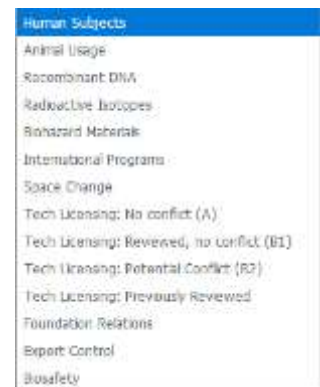 Human Subjects
Animal Usage
Recombinant DNA
Radioactive Isotopes
Biohazard Materials
International Programs
Space Change
Tech Licensing: No conflict (A)
Tech Licensing: Reviewed, no conflict (B1)
Tech Licensing: Potential Conflict (B2)
Tech Licensing: Previously Reviewed
Foundation Relations
Export Control
Biosafety